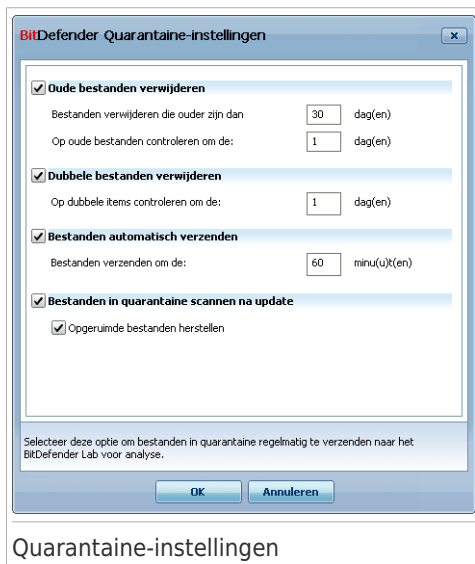 BitDefender Quarantaine-instellingen
Oude bestanden verwijderen
Bestanden verwijderen die ouder zijn dan 30 dag(en)
Op oude bestanden controleren om de: 1 dag(en)
Dubbele bestanden verwijderen
Op dubbele items controleren om de: 1 dag(en)
Bestanden automatisch verzenden
Bestanden verzenden om de: 60 minu(u)t(en)
Bestanden in quarantaine scannen na update
Opgeruimde bestanden herstellen
Selecteer deze optie om bestanden in quarantaine regelmatig te verzenden naar het
BitDefender Lab voor analyse.
OK Annuleren
Quarantaine-instellingen